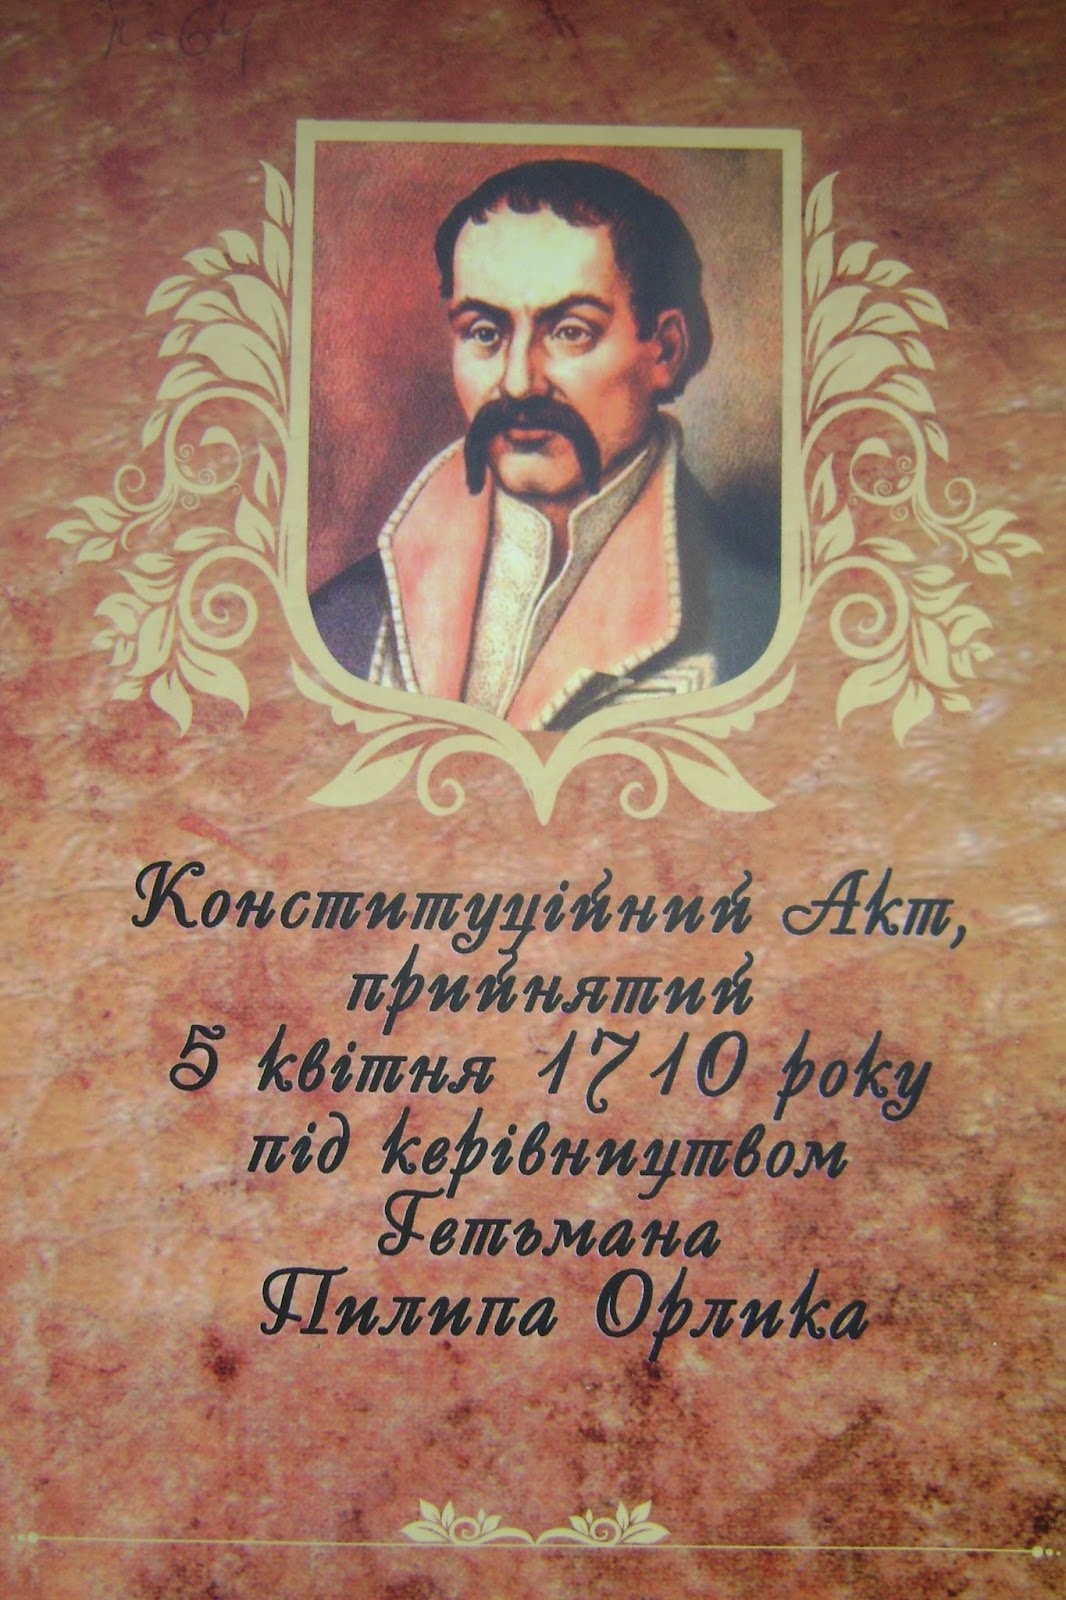 Конституційний Акт,
прийнятий
5 квітня 1710 року
під керівництвом
Гетьмана
Пилипа Орлика